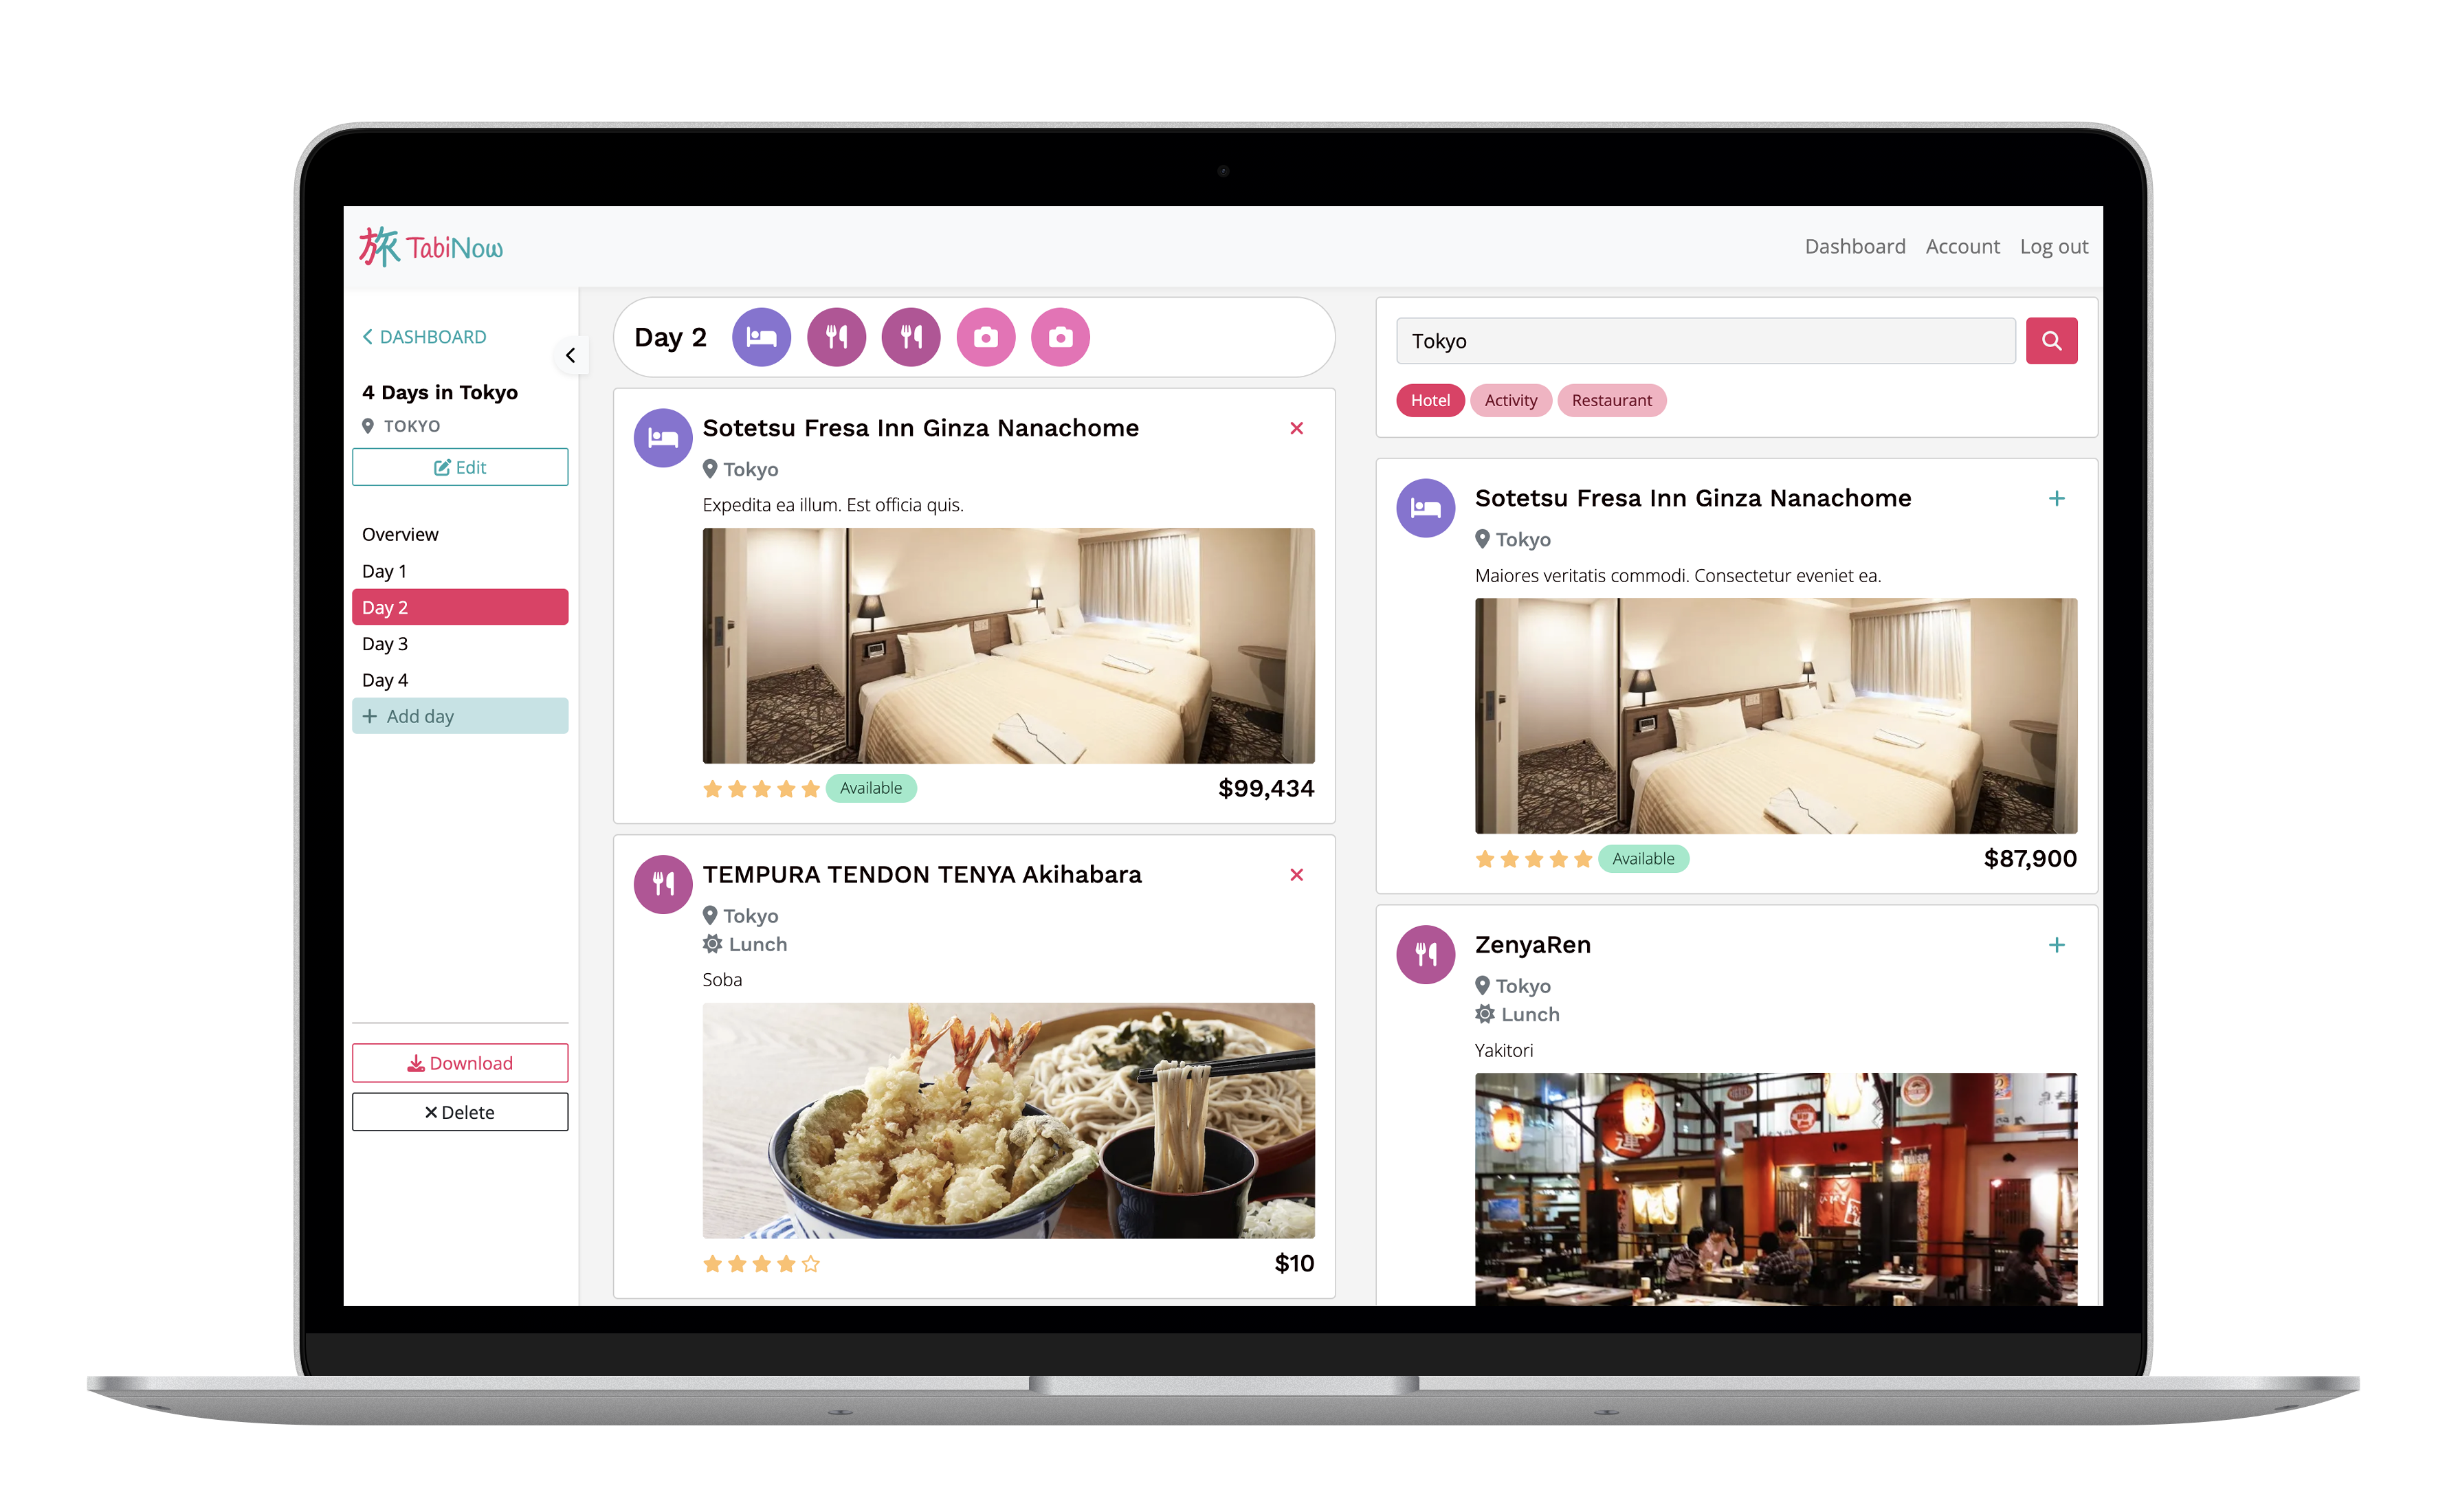 旅 TabiNow
Dashboard Account Log out
DASHBOARD
4 Days in Tokyo
TOKYO
Edit
Overview
Day 1
Day 2
Day 3
Day 4
Add day
Download
Delete
Day 2
Sotetsu Fresa Inn Ginza Nanachome
Tokyo
Expedita ea illum. Est officia quis.
Available $99,434
TEMPURA TENDON TENYA Akihabara
Tokyo
Lunch
Soba
$10
Tokyo
Hotel Activity Restaurant
Sotetsu Fresa Inn Ginza Nanachome
Tokyo
Maiores veritatis commodi. Consectetur eveniet ea.
Available $87,900
ZenyaRen
Tokyo
Lunch
Yakitori
連